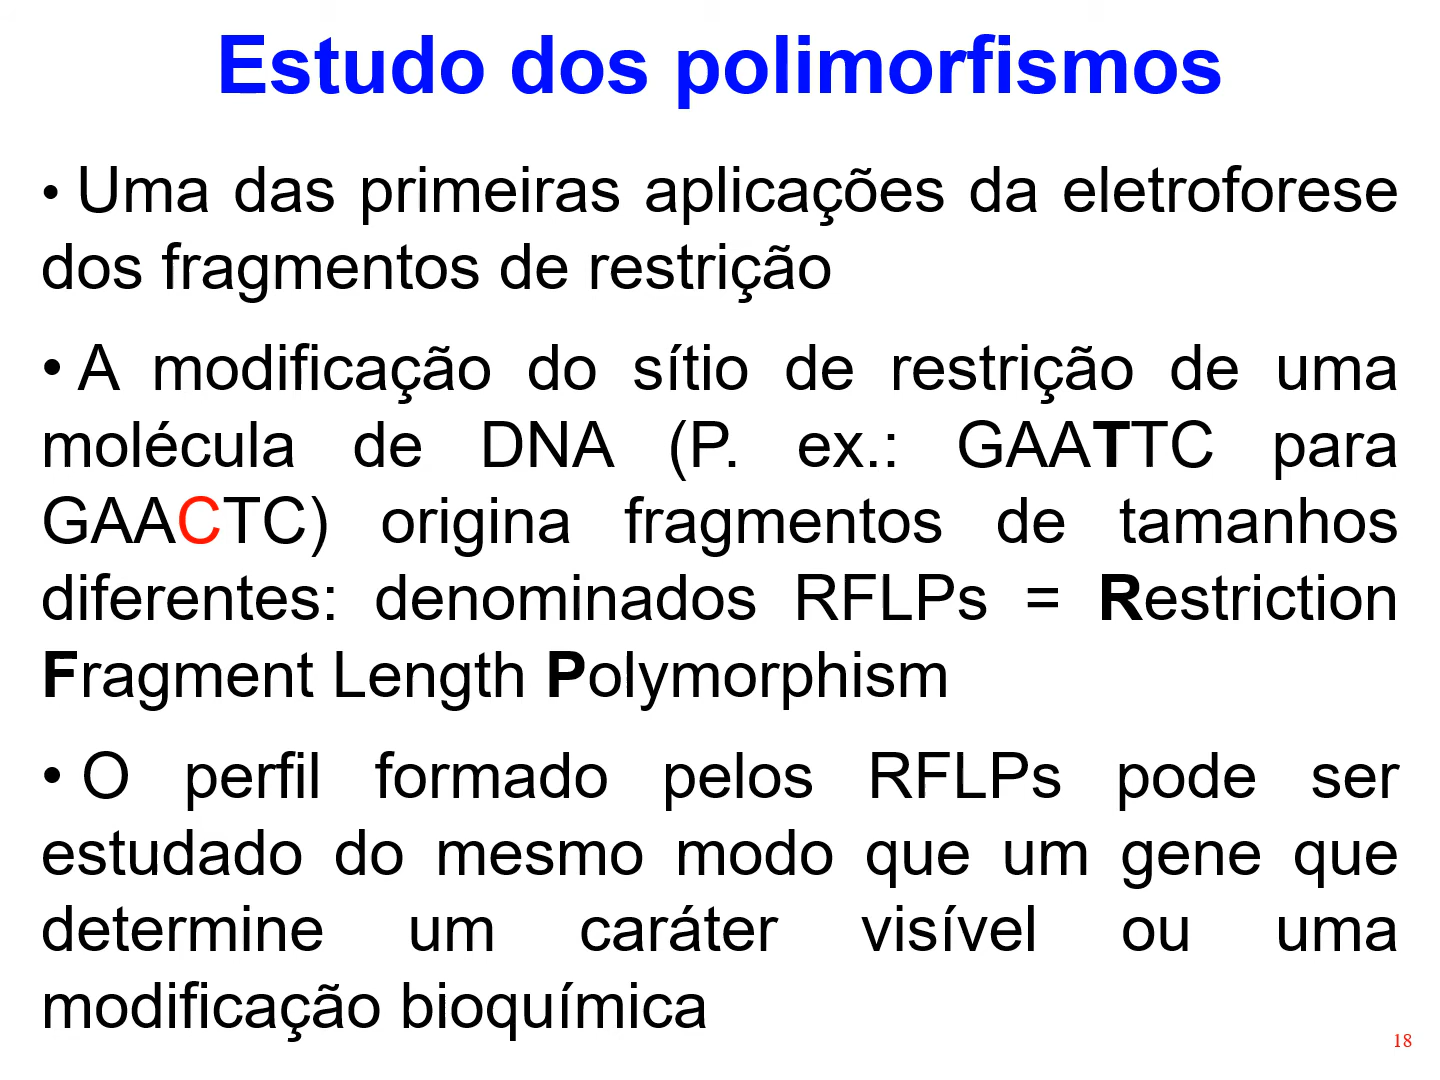 Estudo dos polimorfismos
• Uma das primeiras aplicações da eletroforese
dos fragmentos de restrição
• A modificação do sítio de restrição de uma
molécula de DNA (P. ex.: GAATTC para
GAACTC) origina fragmentos de tamanhos
diferentes: denominados RFLPs = Restriction
Fragment Length Polymorphism
• O perfil formado pelos RFLPs pode ser
estudado do mesmo modo que um gene que
determine um caráter visível ou uma
modificação bioquímica
18